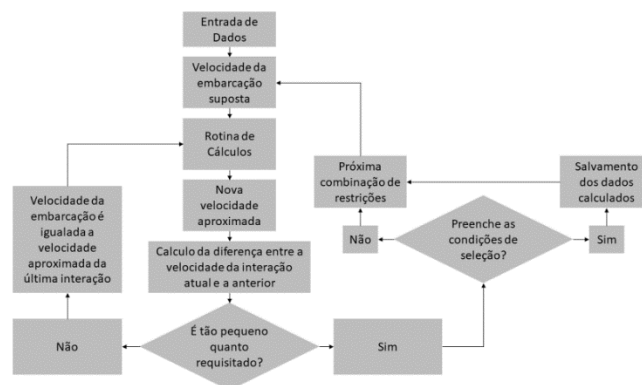 Entrada de
Dados
Velocidade da
embarcação
suposta
Rotina de
Cálculos
Nova
velocidade
aproximada
Calculo da diferença entre a
velocidade da interação
atual e a anterior
É tão pequeno
quanto
requisitado?
Não
Velocidade da
embarcação é
igualada a
velocidade
aproximada da
última interação
Sim
Preenche as
condições de
seleção?
Não
Próxima
combinação de
restrições
Sim
Salvamento
dos dados
calculados